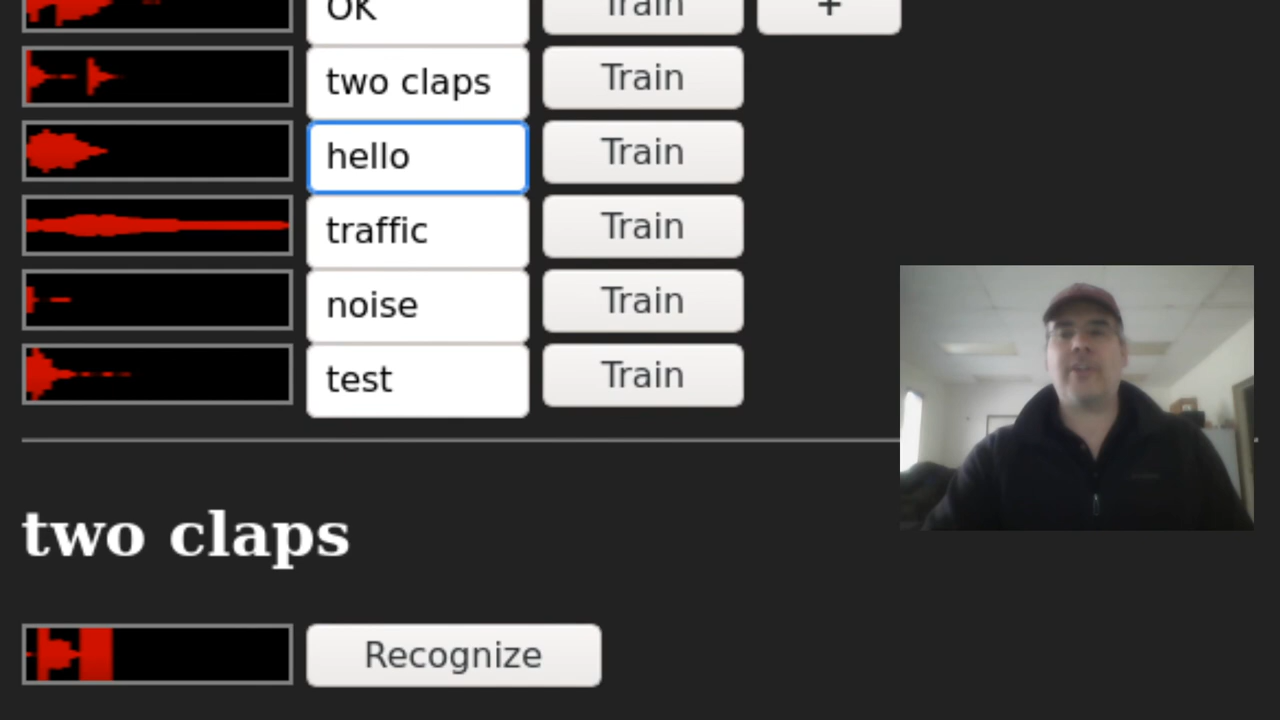 OK Train +
two claps Train
hello Train
traffic Train
noise Train
test Train
two claps
Recognize